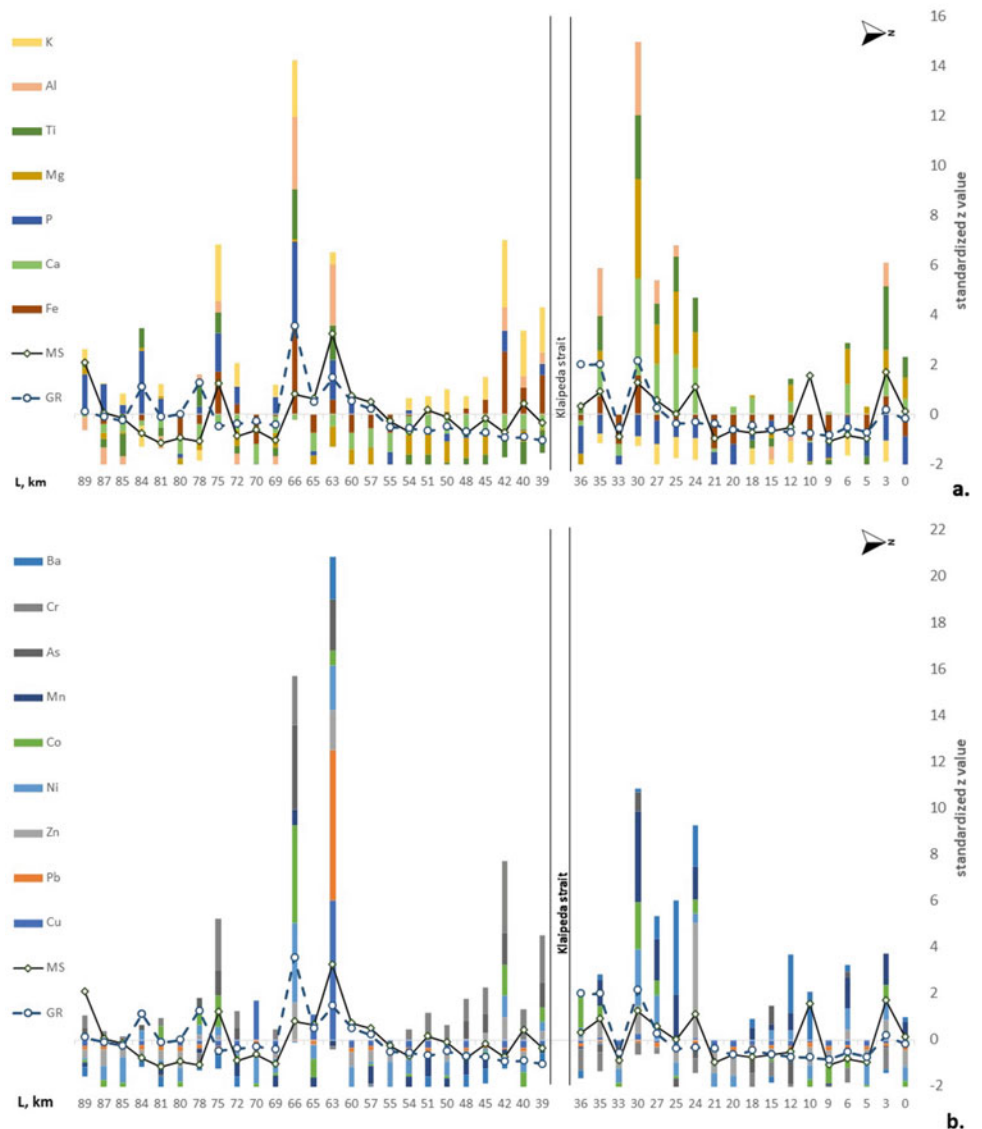 K
Al
Ti
Mg
P
Ca
Fe
MS
GR
Klaipeda strait
N
16
14
12
10
8
6
4
2
0
-2
standardized z value
L, km
89 87 85 84 81 80 78 75 72 70 69 66 65 63 60 57 55 54 51 50 48 45 42 40 39 36 35 33 30 27 25 24 21 20 18 15 12 10 9 6 5 3 0
a.
Ba
Cr
As
Mn
Co
Ni
Zn
Pb
Cu
MS
GR
Klaipeda strait
N
22
20
18
16
14
12
10
8
6
4
2
0
-2
standardized z value
L, km
89 87 85 84 81 80 78 75 72 70 69 66 65 63 60 57 55 54 51 50 48 45 42 40 39 36 35 33 30 27 25 24 21 20 18 15 12 10 9 6 5 3 0
b.